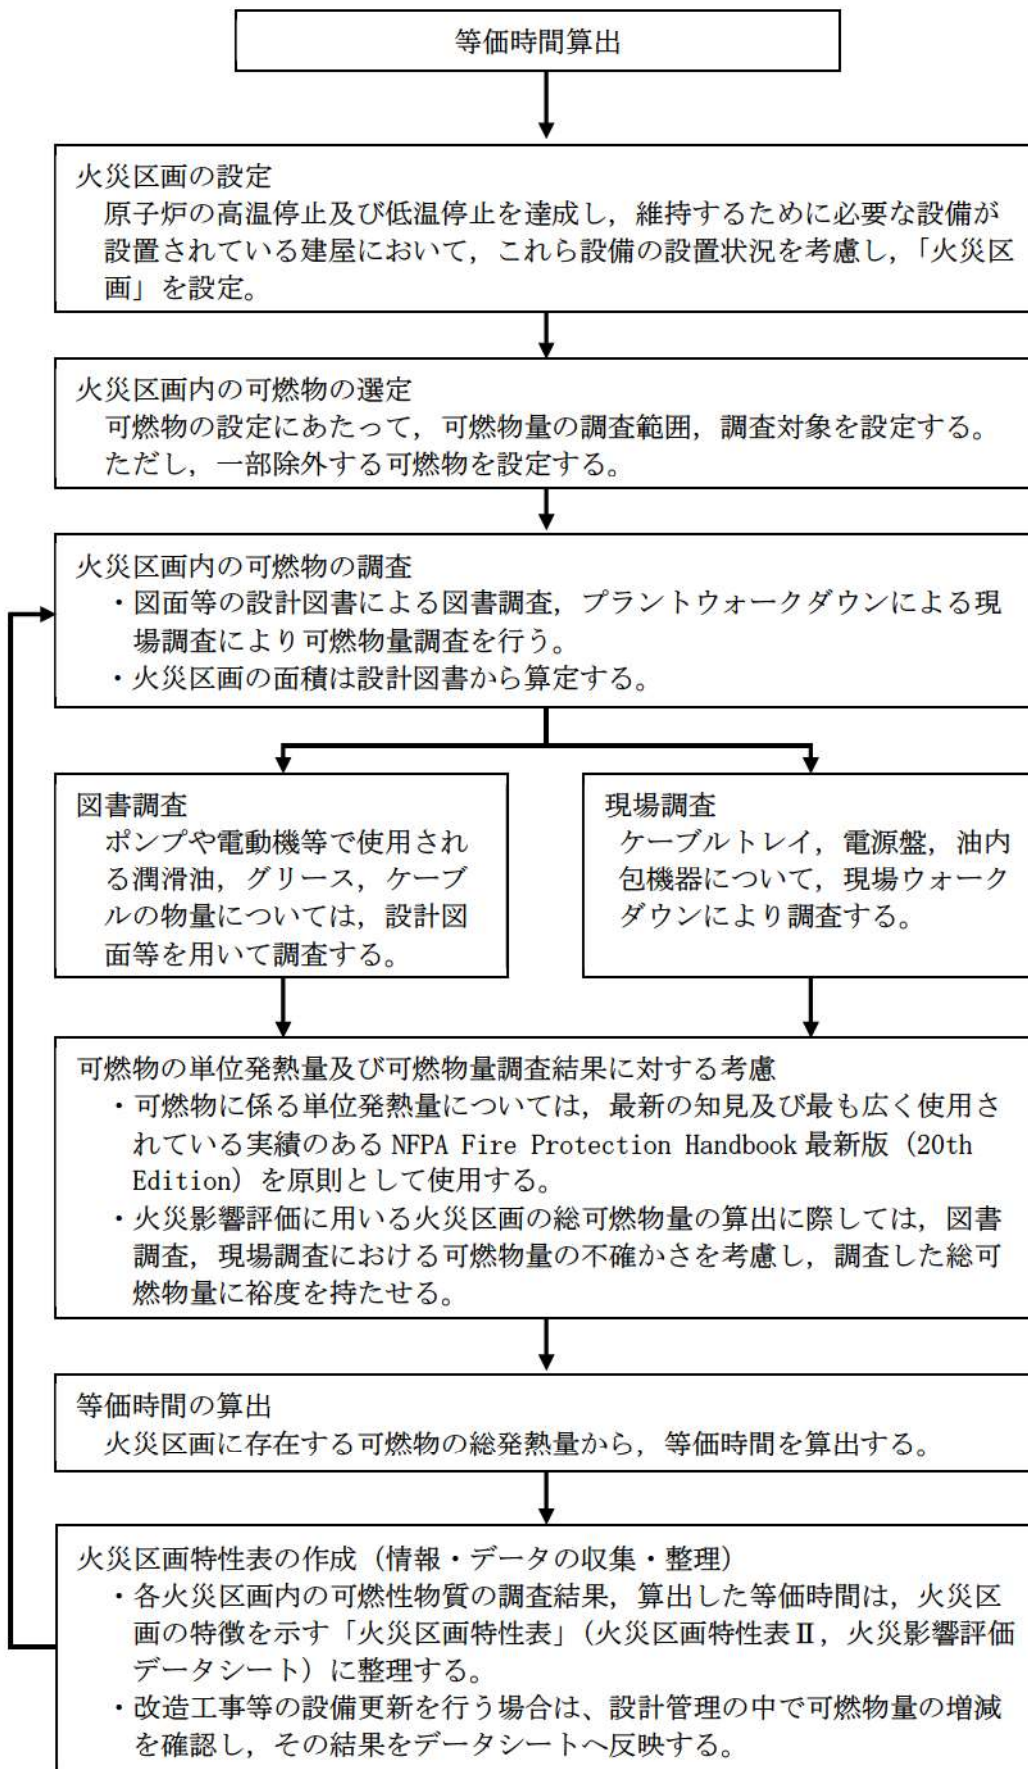 等価時間算出
火災区画の設定
原子炉の高温停止及び低温停止を達成し，維持するために必要な設備が
設置されている建屋において，これら設備の設置状況を考慮し，「火災区
画」を設定。
火災区画内の可燃物の選定
可燃物の設定にあたって，可燃物量の調査範囲，調査対象を設定する。
ただし，一部除外する可燃物を設定する。
火災区画内の可燃物の調査
・図面等の設計図書による図書調査，プラントウォークダウンによる現
場調査により可燃物量調査を行う。
・火災区画の面積は設計図書から算定する。
図書調査
ポンプや電動機等で使用され
る潤滑油，グリース，ケーブ
ルの物量については，設計図
面等を用いて調査する。
現場調査
ケーブルトレイ，電源盤，油内
包機器について，現場ウォーク
ダウンにより調査する。
可燃物の単位発熱量及び可燃物量調査結果に対する考慮
・可燃物に係る単位発熱量については，最新の知見及び最も広く使用さ
れている実績のある NFPA Fire Protection Handbook 最新版（20th
Edition）を原則として使用する。
・火災影響評価に用いる火災区画の総可燃物量の算出に際しては，図書
調査，現場調査における可燃物量の不確かさを考慮し，調査した総可
燃物量に裕度を持たせる。
等価時間の算出
火災区画に存在する可燃物の総発熱量から，等価時間を算出する。
火災区画特性表の作成（情報・データの収集・整理）
・各火災区画内の可燃性物質の調査結果，算出した等価時間は，火災区
画の特徴を示す「火災区画特性表」（火災区画特性表Ⅱ，火災影響評価
データシート）に整理する。
・改造工事等の設備更新を行う場合は、設計管理の中で可燃物量の増減
を確認し，その結果をデータシートへ反映する。